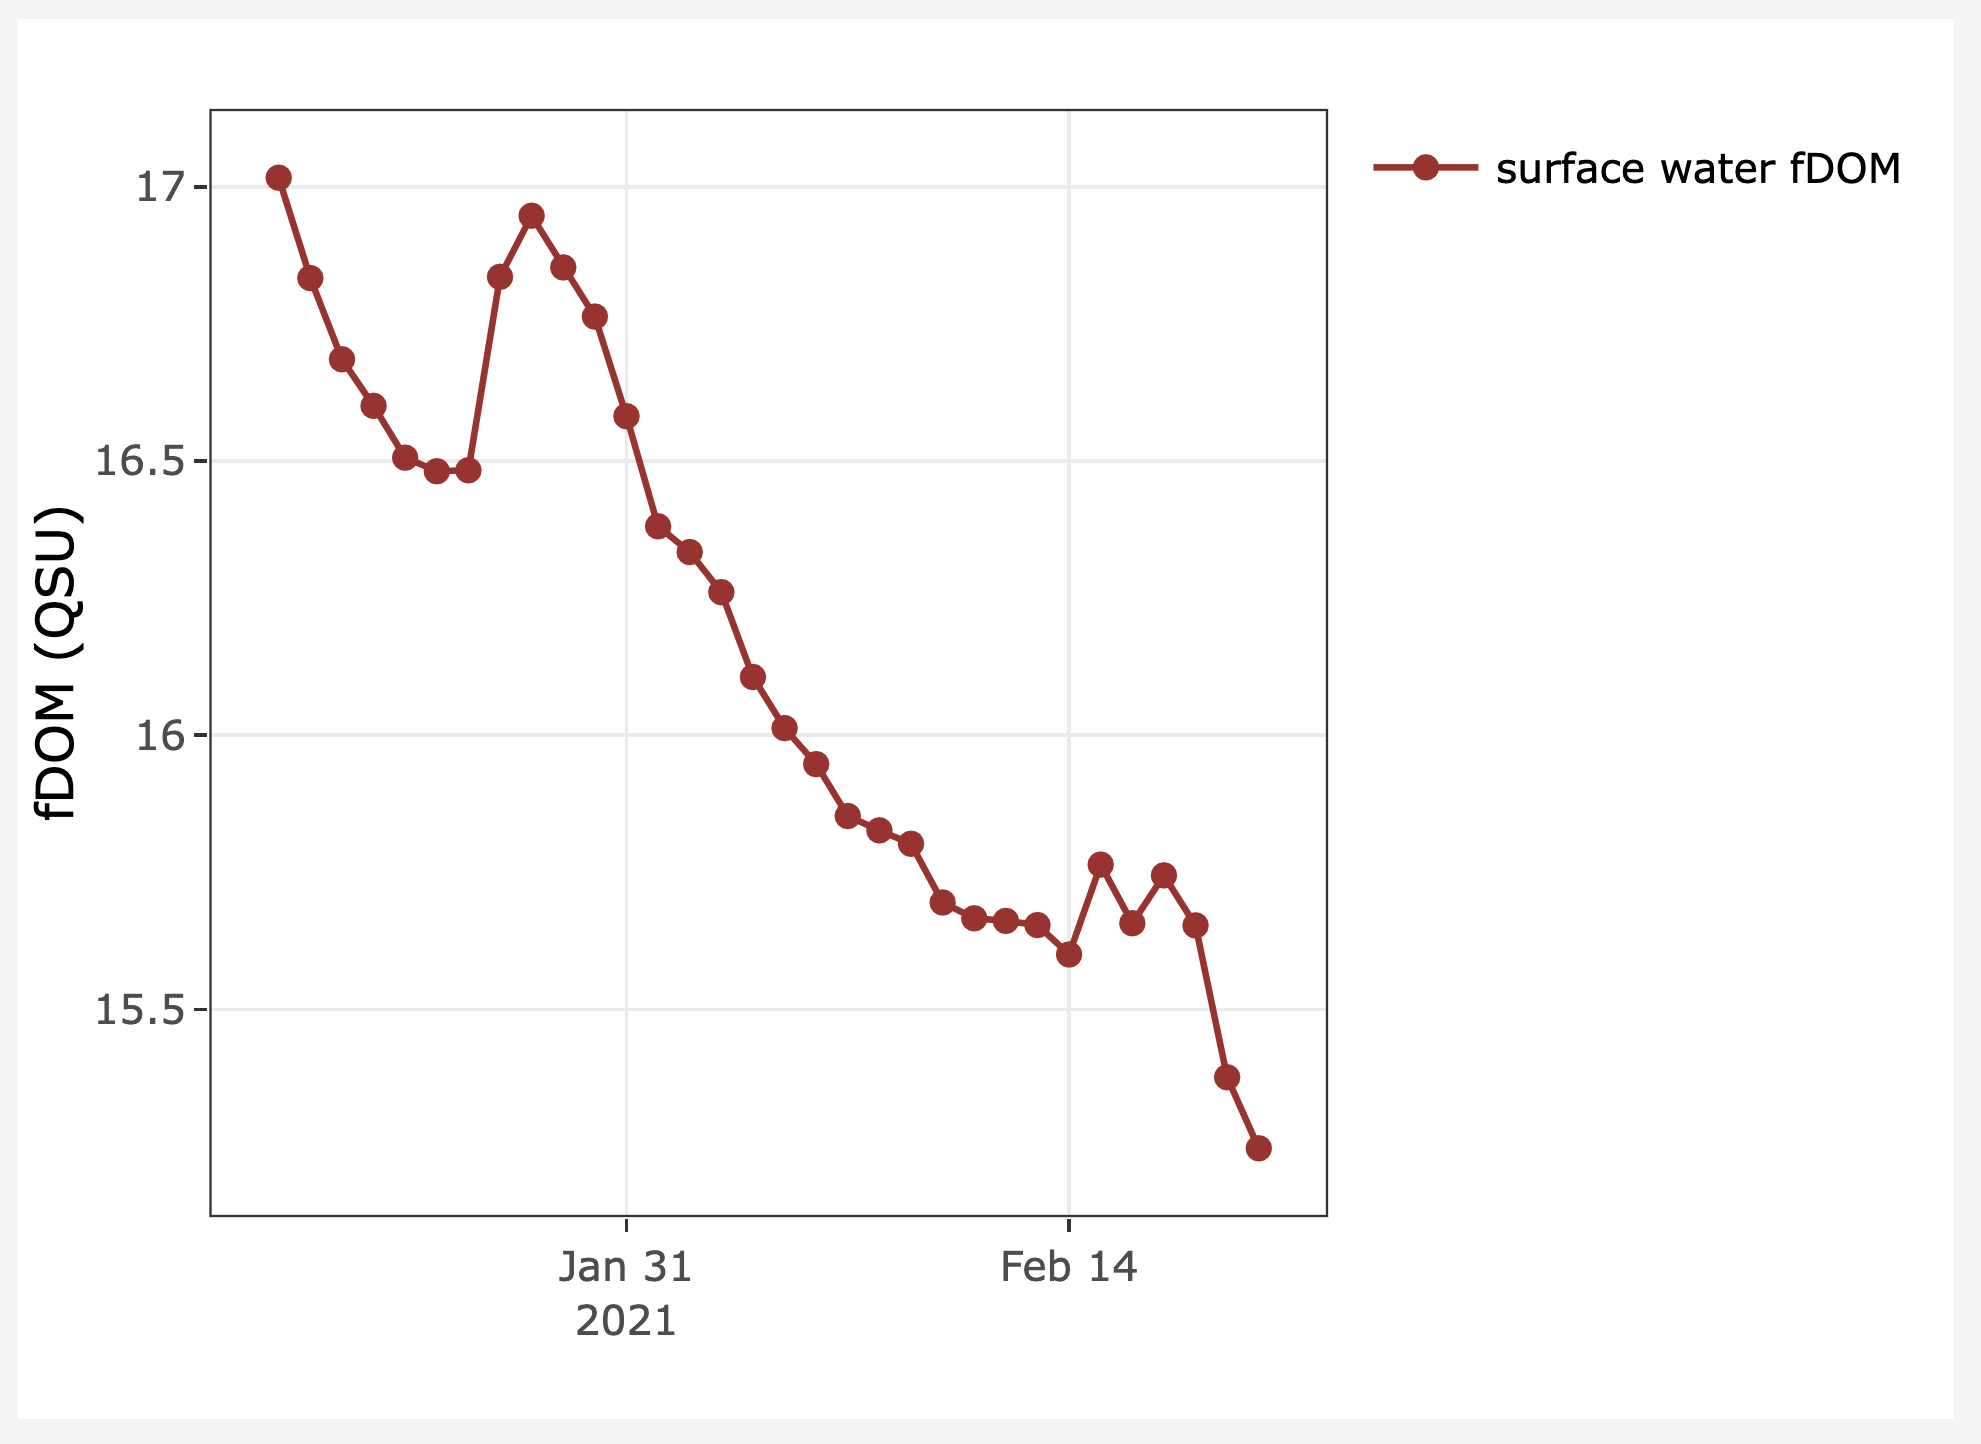 surface water fDOM
fDOM (QSU)
17
16.5
16
15.5
Jan 31
2021
Feb 14